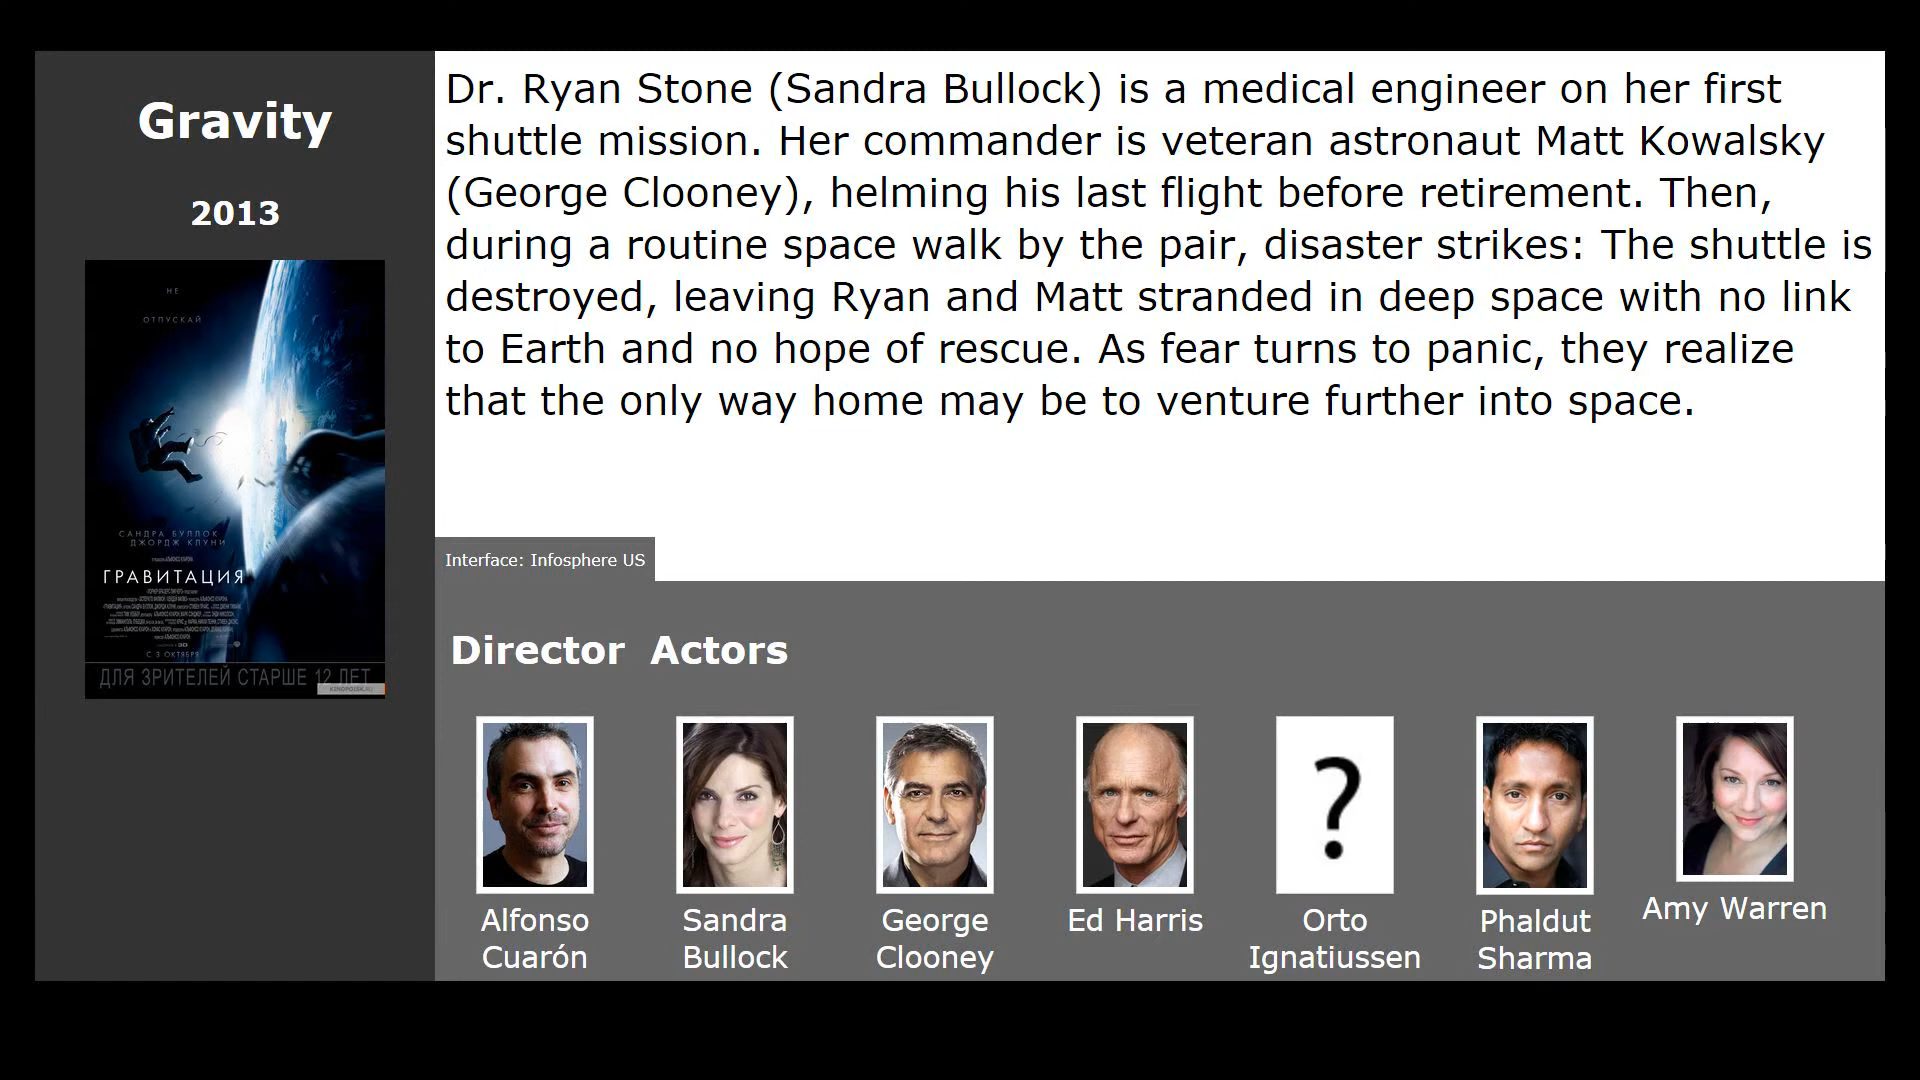 Gravity
2013
НЕ
ОТПУСКАЙ
САНДРА БУЛЛОК
ДЖОРДЖ КЛУНИ
ГРАВИТАЦИЯ
С 3 ОКТЯБРЯ
ДЛЯ ЗРИТЕЛЕЙ СТАРШЕ 12 ЛЕТ
KINOPOISK.RU
Dr. Ryan Stone (Sandra Bullock) is a medical engineer on her first
shuttle mission. Her commander is veteran astronaut Matt Kowalsky
(George Clooney), helming his last flight before retirement. Then,
during a routine space walk by the pair, disaster strikes: The shuttle is
destroyed, leaving Ryan and Matt stranded in deep space with no link
to Earth and no hope of rescue. As fear turns to panic, they realize
that the only way home may be to venture further into space.
Interface: Infosphere US
Director Actors
Alfonso
Cuarón
Sandra
Bullock
George
Clooney
Ed Harris
?
Orto
Ignatiussen
Phaldut
Sharma
Amy Warren